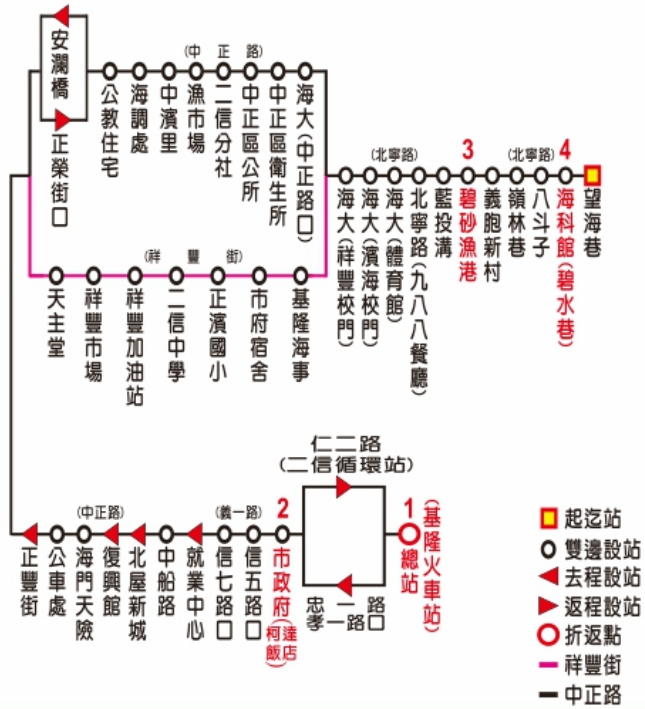 安瀾橋
正榮街口
(中正路)
公教住宅
海調處
中濱里
漁市場
二信分社
中正區公所
中正區衛生所
海大(中正路口)
(北寧路)
3
(北寧路)
4
海大(祥豐校門)
海大(濱海校門)
海大(體育館)
北寧路(九八八餐廳)
藍投溝
碧砂漁港
義胞新村
嶺林巷
八斗子
海科館(碧水巷)
望海巷
(祥豐街)
天主堂
祥豐市場
祥豐加油站
二信中學
正濱國小
市府宿舍
基隆海事
仁二路
(二信循環站)
(中正路)
(義一路)
2
1
正豐街
公車處
海門天險
復興館
北屋新城
中船路
就業中心
信七路口
信五路口
市政府(柯達飯店)
忠一路
孝一路口
總站
(基隆火車站)
起迄站
雙邊設站
去程設站
返程設站
折返點
祥豐街
中正路